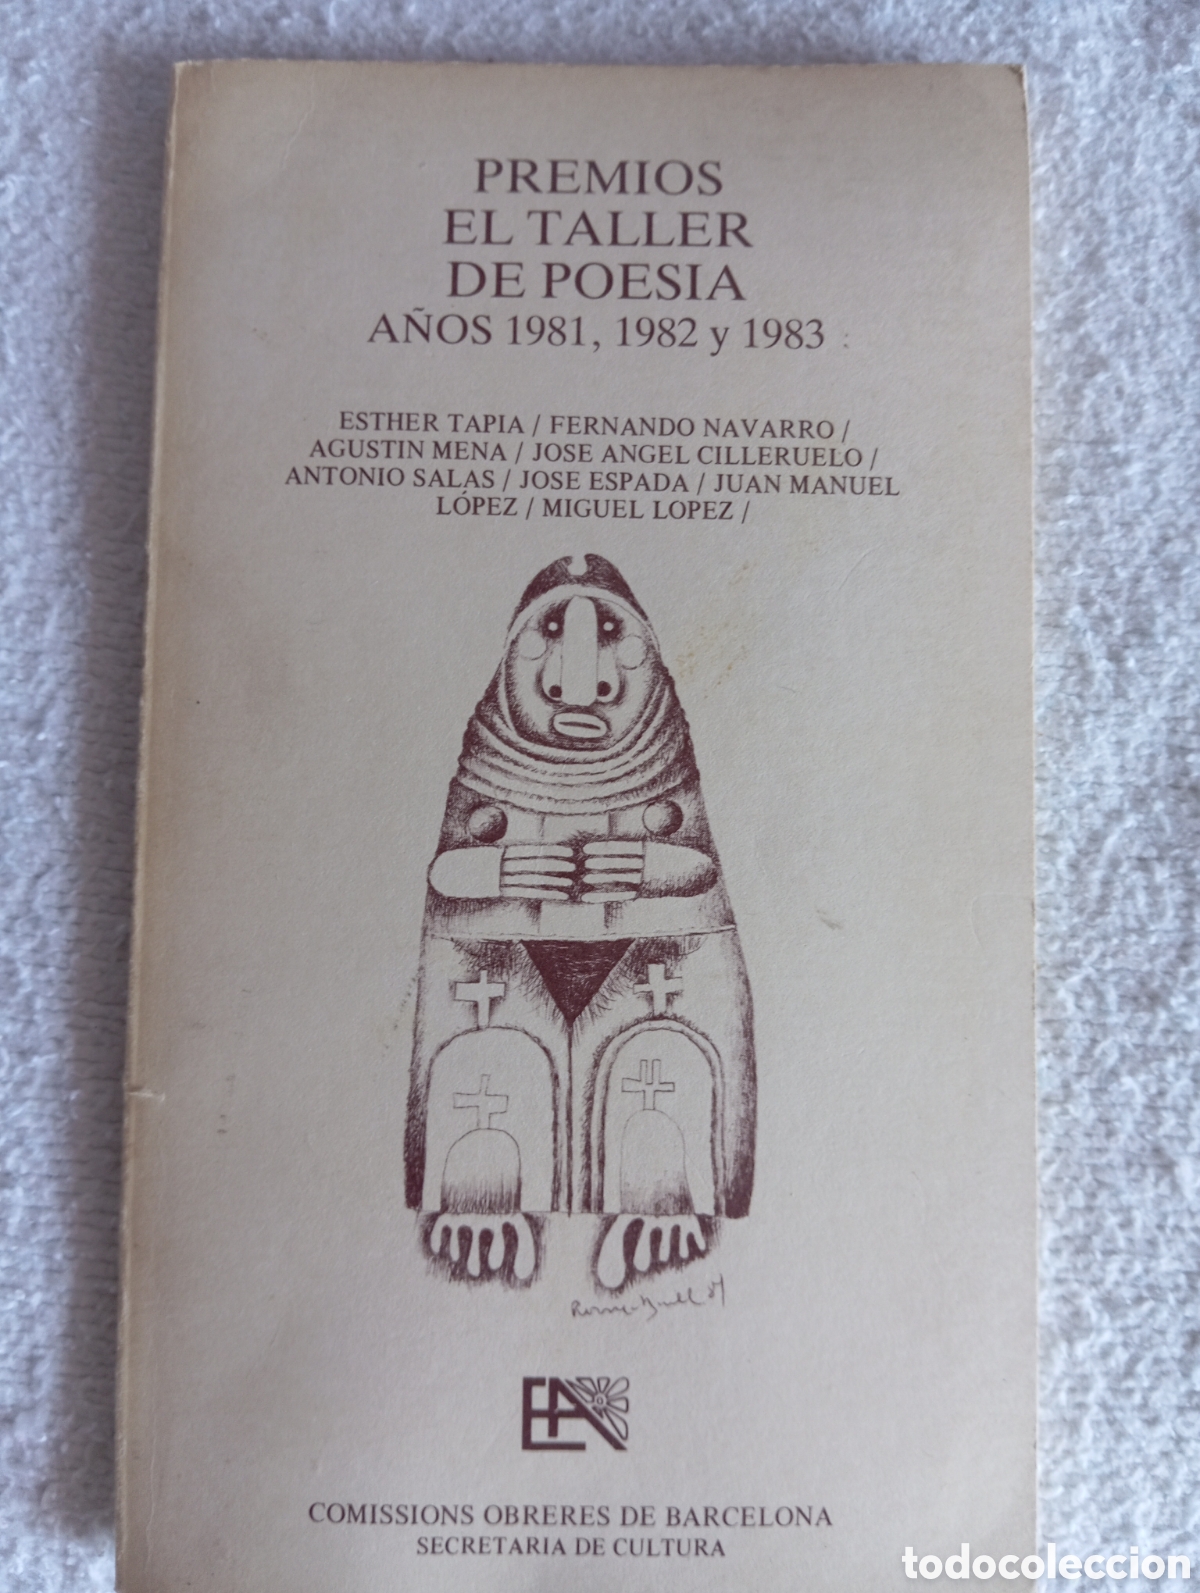 PREMIOS
EL TALLER
DE POESIA
AÑOS 1981, 1982 y 1983
ESTHER TAPIA / FERNANDO NAVARRO /
AGUSTIN MENA / JOSE ANGEL CILLERUELO /
ANTONIO SALAS / JOSE ESPADA / JUAN MANUEL
LÓPEZ / MIGUEL LOPEZ /
COMISSIONS OBRERES DE BARCELONA
SECRETARIA DE CULTURA
todocoleccion